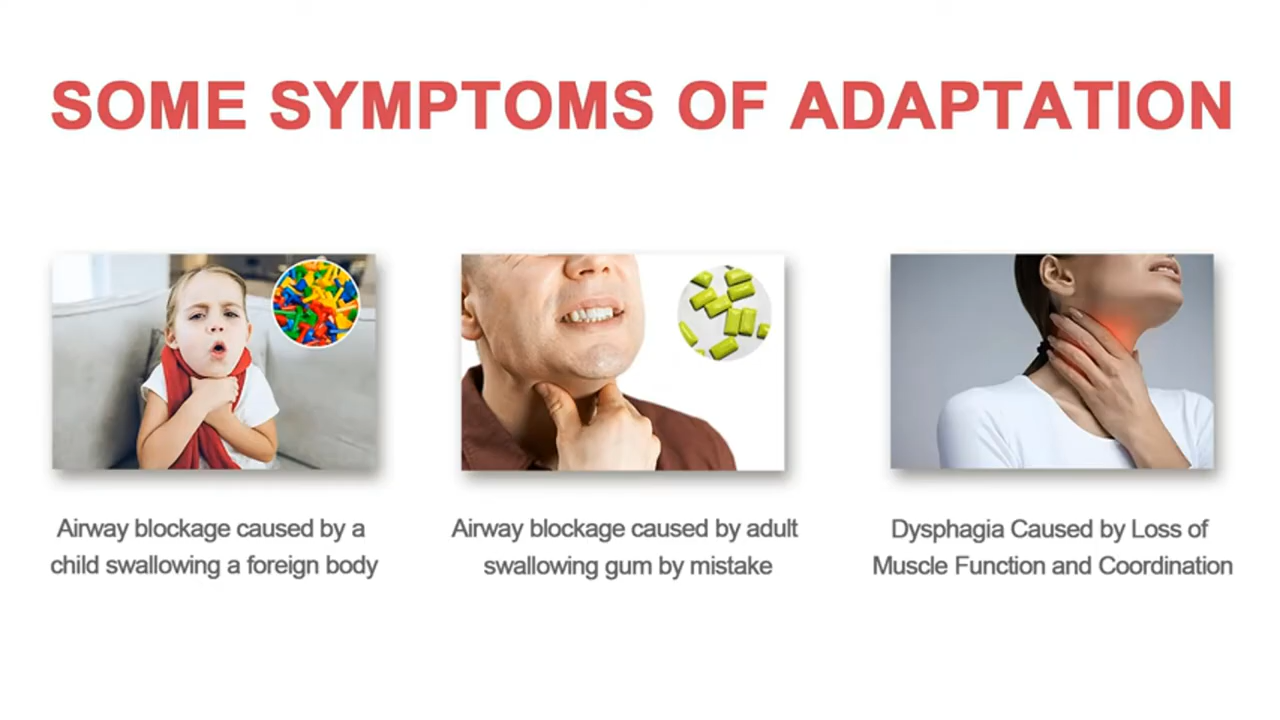 SOME SYMPTOMS OF ADAPTATION
Airway blockage caused by a
child swallowing a foreign body
Airway blockage caused by adult
swallowing gum by mistake
Dysphagia Caused by Loss of
Muscle Function and Coordination